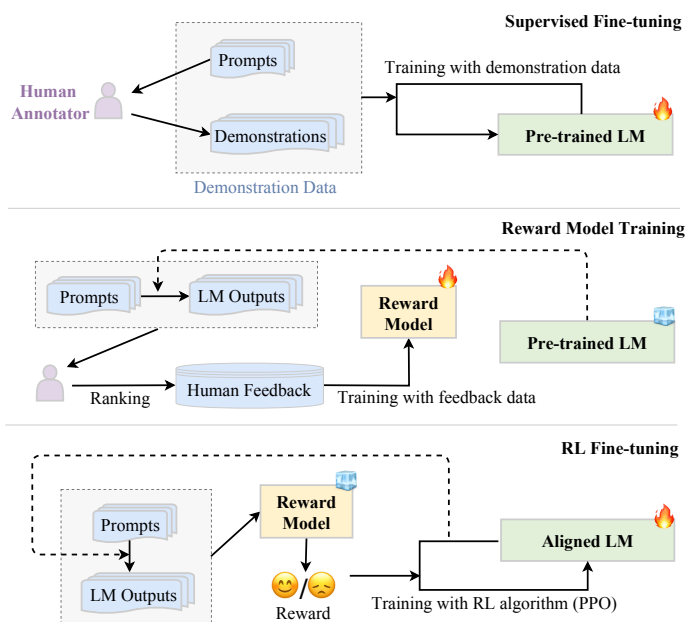 Supervised Fine-tuning
Prompts
Training with demonstration data
Human
Annotator
Demonstrations
Pre-trained LM
Demonstration Data
Reward Model Training
Prompts
LM Outputs
Reward
Model
Pre-trained LM
Ranking
Human Feedback
Training with feedback data
RL Fine-tuning
Prompts
Reward
Model
Aligned LM
LM Outputs
/
Reward
Training with RL algorithm (PPO)